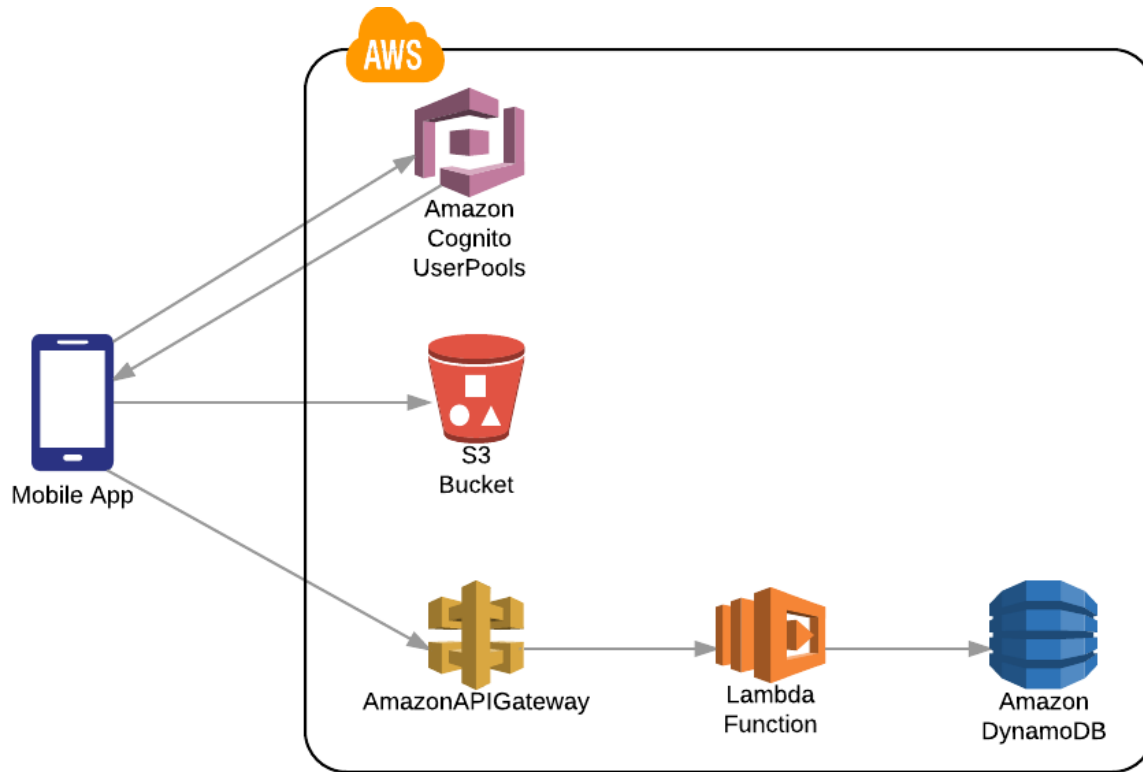 AWS
Amazon
Cognito
UserPools
S3
Bucket
Mobile App
AmazonAPIGateway
Lambda
Function
Amazon
DynamoDB